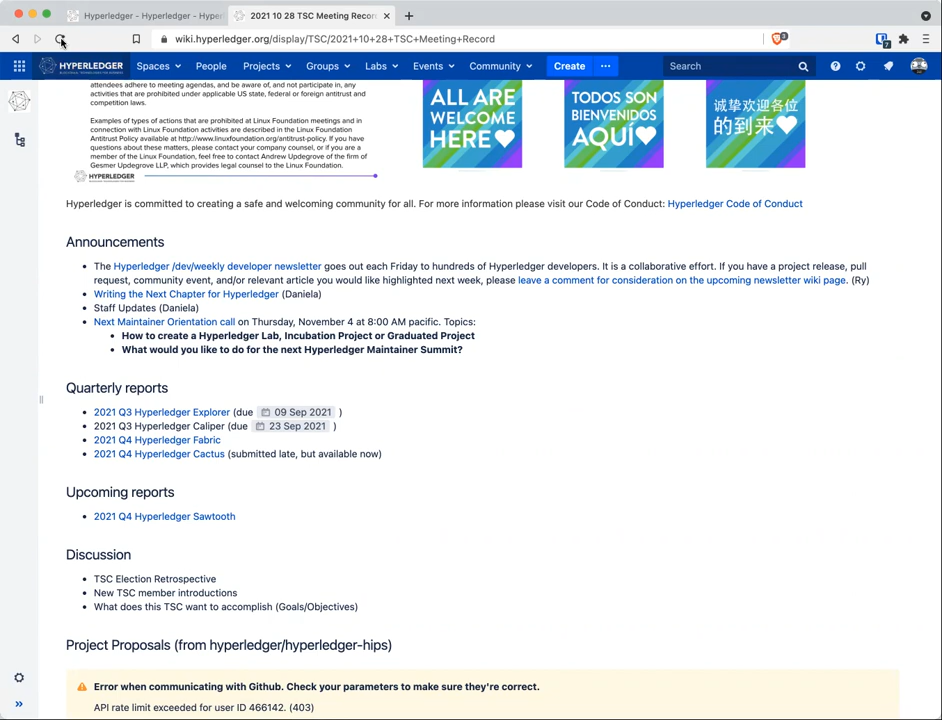 Hyperledger - Hyperledger - Hyper
2021 10 28 TSC Meeting Recor
wiki.hyperledger.org/display/TSC/2021+10+28+TSC+Meeting+Record
HYPERLEDGER
Spaces
People
Projects
Groups
Labs
Events
Community
Create
Search
attendees adhere to meeting agendas, and be aware of, and not participate in, any
activities that are prohibited under applicable US state, federal or foreign antitrust and
competition laws.
Examples of types of actions that are prohibited at Linux Foundation meetings and in
connection with Linux Foundation activities are described in the Linux Foundation
Antitrust Policy available at http://www.linuxfoundation.org/antitrust-policy. If you have
questions about these matters, please contact your company counsel, or if you are a
member of the Linux Foundation, feel free to contact Andrew Updegrove of the firm of
Gesmer Updegrove LLP, which provides legal counsel to the Linux Foundation.
HYPERLEDGER
ALL ARE
WELCOME
HERE
TODOS SON
BIENVENIDOS
AQUÍ
诚挚欢迎各位
的到来
Hyperledger is committed to creating a safe and welcoming community for all. For more information please visit our Code of Conduct: Hyperledger Code of Conduct
Announcements
The Hyperledger /dev/weekly developer newsletter goes out each Friday to hundreds of Hyperledger developers. It is a collaborative effort. If you have a project release, pull
request, community event, and/or relevant article you would like highlighted next week, please leave a comment for consideration on the upcoming newsletter wiki page. (Ry)
Writing the Next Chapter for Hyperledger (Daniela)
Staff Updates (Daniela)
Next Maintainer Orientation call on Thursday, November 4 at 8:00 AM pacific. Topics:
How to create a Hyperledger Lab, Incubation Project or Graduated Project
What would you like to do for the next Hyperledger Maintainer Summit?
Quarterly reports
2021 Q3 Hyperledger Explorer (due 09 Sep 2021 )
2021 Q3 Hyperledger Caliper (due 23 Sep 2021 )
2021 Q4 Hyperledger Fabric
2021 Q4 Hyperledger Cactus (submitted late, but available now)
Upcoming reports
2021 Q4 Hyperledger Sawtooth
Discussion
TSC Election Retrospective
New TSC member introductions
What does this TSC want to accomplish (Goals/Objectives)
Project Proposals (from hyperledger/hyperledger-hips)
Error when communicating with Github. Check your parameters to make sure they're correct.
API rate limit exceeded for user ID 466142. (403)